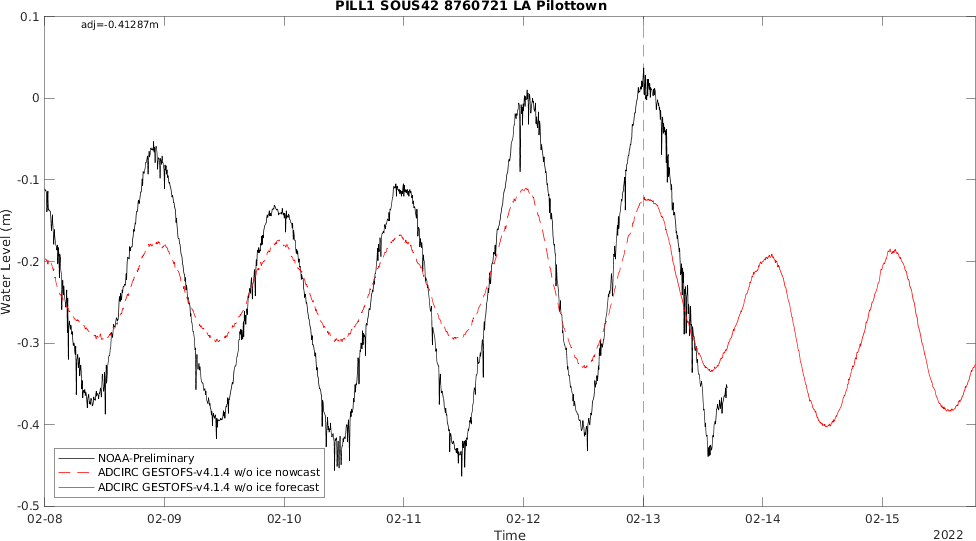 PILL1 SOUS42 8760721 LA Pilottown
adj=-0.41287m
0.1
0
-0.1
-0.2
-0.3
-0.4
-0.5
Water Level (m)
NOAA-Preliminary
ADCIRC GESTOFS-v4.1.4 w/o ice nowcast
ADCIRC GESTOFS-v4.1.4 w/o ice forecast
02-08 02-09 02-10 02-11 02-12 02-13 02-14 02-15
Time
2022